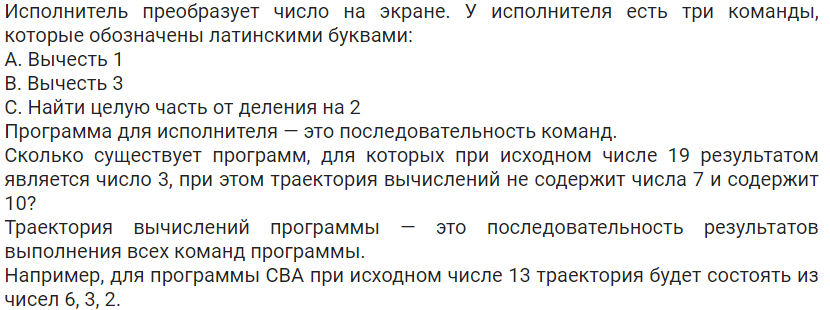 Исполнитель преобразует число на экране. У исполнителя есть три команды,
которые обозначены латинскими буквами:
A. Вычесть 1
B. Вычесть 3
C. Найти целую часть от деления на 2
Программа для исполнителя — это последовательность команд.
Сколько существует программ, для которых при исходном числе 19 результатом
является число 3, при этом траектория вычислений не содержит числа 7 и содержит
10?
Траектория вычислений программы — это последовательность результатов
выполнения всех команд программы.
Например, для программы CBA при исходном числе 13 траектория будет состоять из
чисел 6, 3, 2.